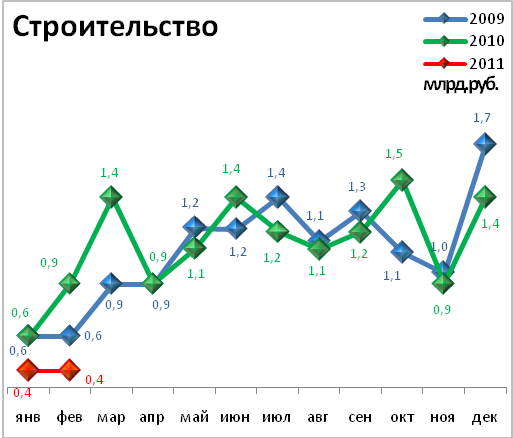 Строительство
2009
2010
2011
млрд.руб.
1,7
1,4 1,4 1,4 1,5
1,2 1,3
0,9 0,9 1,1 1,0 1,4
1,1 1,2 1,2 1,1 1,2 1,1
0,6 0,9 0,9 0,9
0,6 0,6
0,4 0,4
янв фев мар апр май июн июл авг сен окт ноя дек